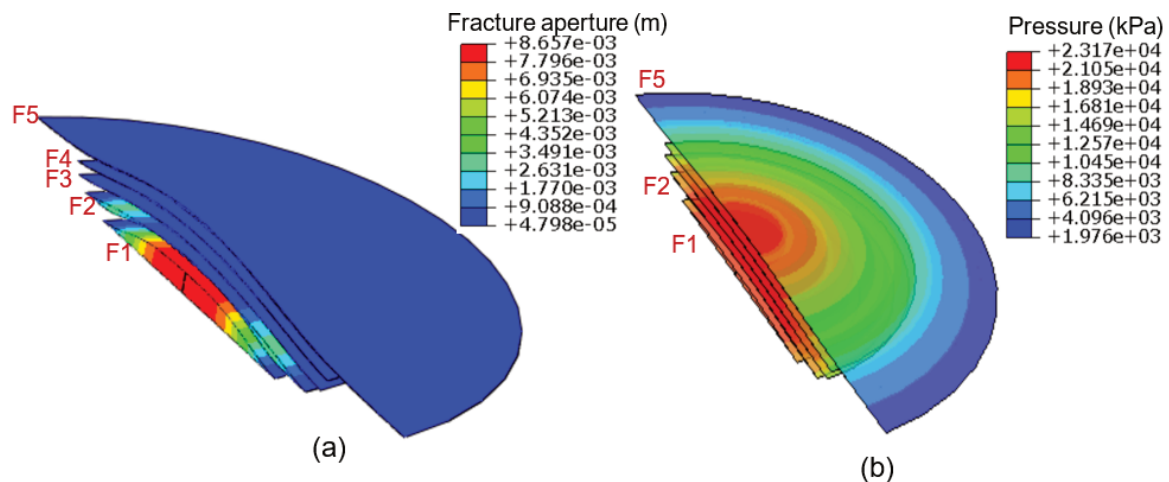 Fracture aperture (m)
+8.657e-03
+7.796e-03
+6.935e-03
+6.074e-03
+5.213e-03
+4.352e-03
+3.491e-03
+2.631e-03
+1.770e-03
+9.088e-04
+4.798e-05
F5
F4
F3
F2
F1
(a)
Pressure (kPa)
+2.317e+04
+2.105e+04
+1.893e+04
+1.681e+04
+1.469e+04
+1.257e+04
+1.045e+04
+8.335e+03
+6.215e+03
+4.096e+03
+1.976e+03
F5
F2
F1
(b)